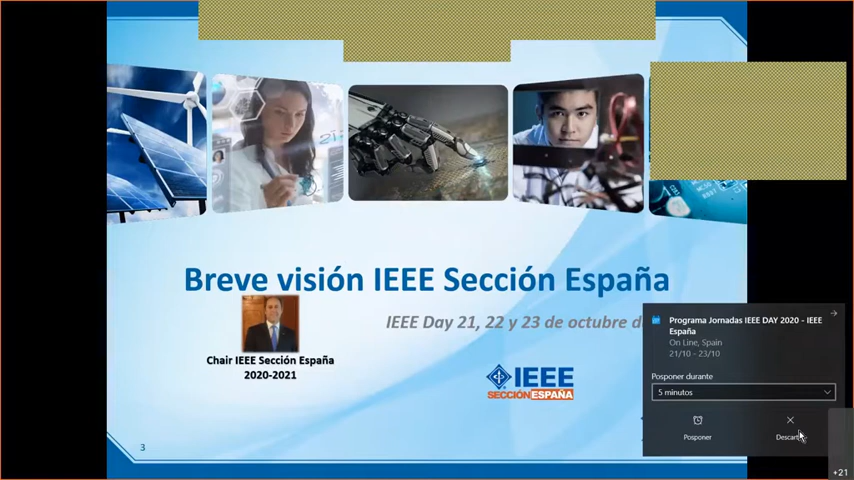 Breve visión IEEE Sección España
IEEE Day 21, 22 y 23 de octubre
Chair IEEE Sección España
2020-2021
IEEE
SECCIÓN ESPAÑA
3
Programa Jornadas IEEE DAY 2020 - IEEE
España
On Line, Spain
21/10 - 23/10
Posponer durante
5 minutos
Posponer
+21